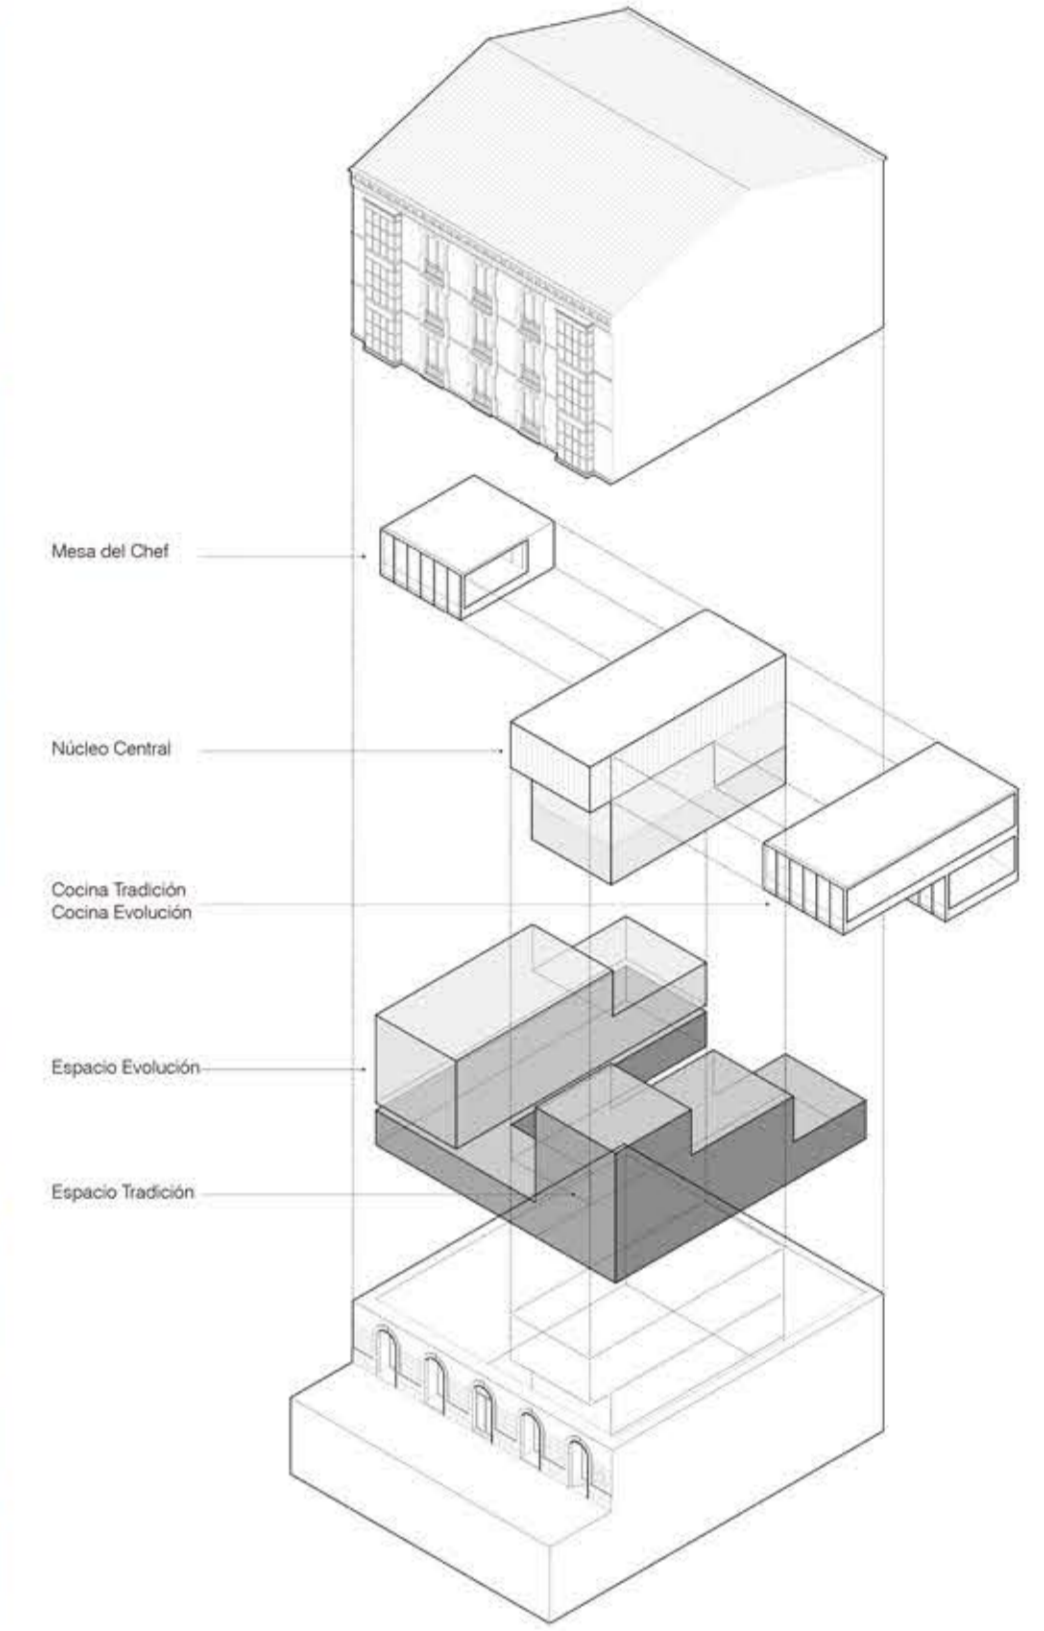 Mesa del Chef
Núcleo Central
Cocina Tradición
Cocina Evolución
Espacio Evolución
Espacio Tradición